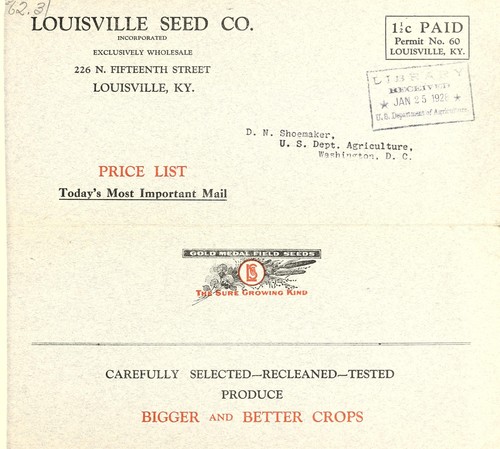 62.31
LOUISVILLE SEED CO.
INCORPORATED
EXCLUSIVELY WHOLESALE
226 N. FIFTEENTH STREET
LOUISVILLE, KY.
1½c PAID
Permit No. 60
LOUISVILLE, KY.
LIBRARY
RECEIVED
★ JAN 25 1928 ★
U. S. Department of Agriculture
D. N. Shoemaker,
U. S. Dept. Agriculture,
Washington, D. C.
PRICE LIST
Today's Most Important Mail
GOLD MEDAL FIELD SEEDS
LS
THE SURE GROWING KIND
CAREFULLY SELECTED—RECLEANED—TESTED
PRODUCE
BIGGER AND BETTER CROPS